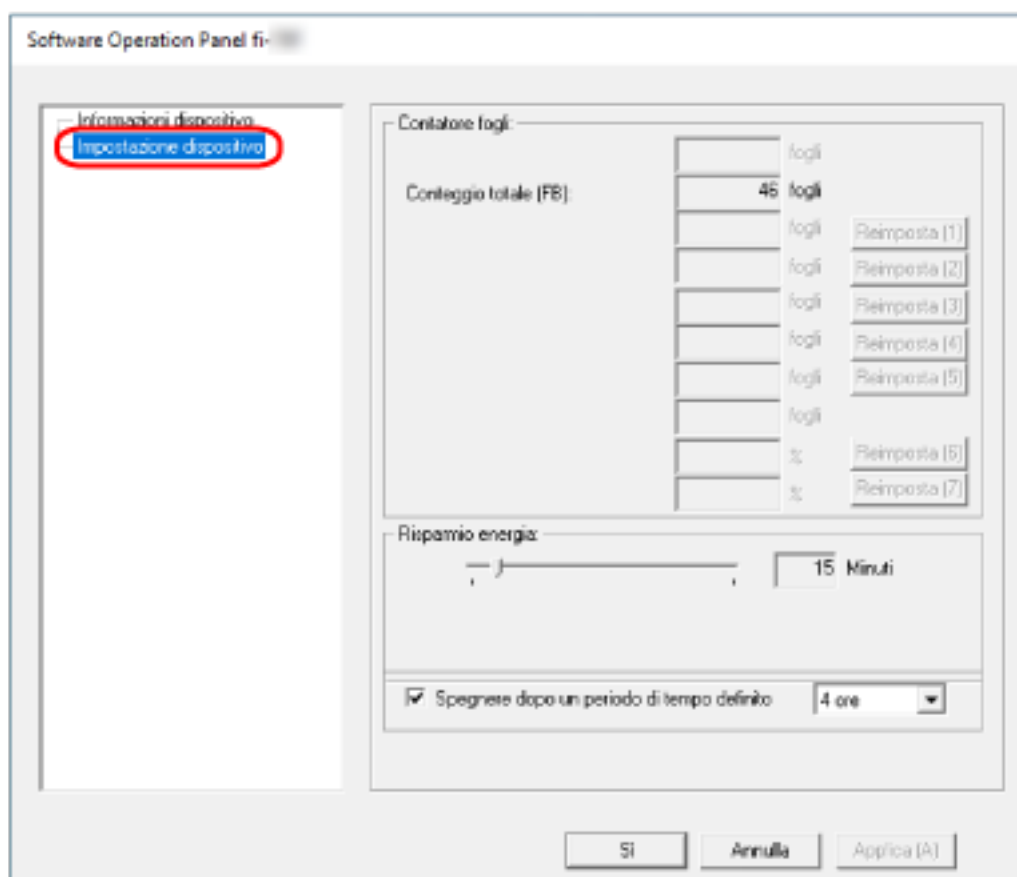 Software Operation Panel fi-
Informazioni dispositivo
Impostazione dispositivo
Contatore fogli:
fogli
Conteggio totale (FB): 46 fogli
fogli Reimposta (1)
fogli Reimposta (2)
fogli Reimposta (3)
fogli Reimposta (4)
fogli Reimposta (5)
fogli
% Reimposta (6)
% Reimposta (7)
Risparmio energia:
15 Minuti
Spegnere dopo un periodo di tempo definito 4 ore
Sì Annulla Applica (A)